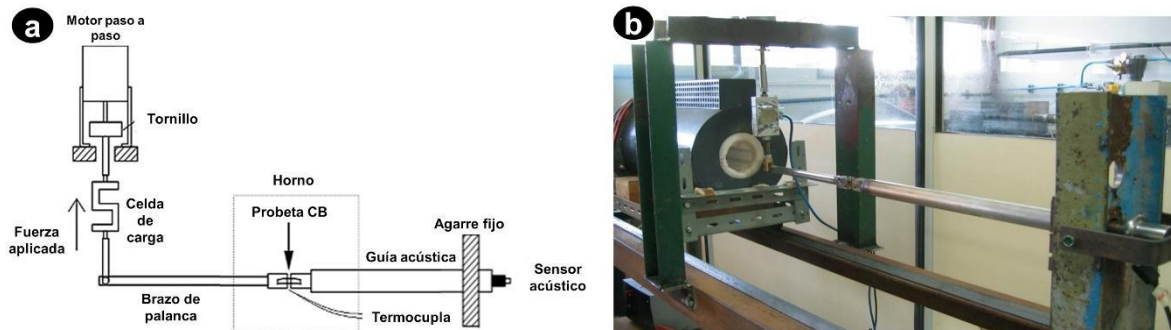 a
Motor paso a
paso
Tornillo
Celda
de
carga
Fuerza
aplicada
Horno
Probeta CB
Agarre fijo
Guía acústica
Sensor
acústico
Brazo de
palanca
Termocupla
b